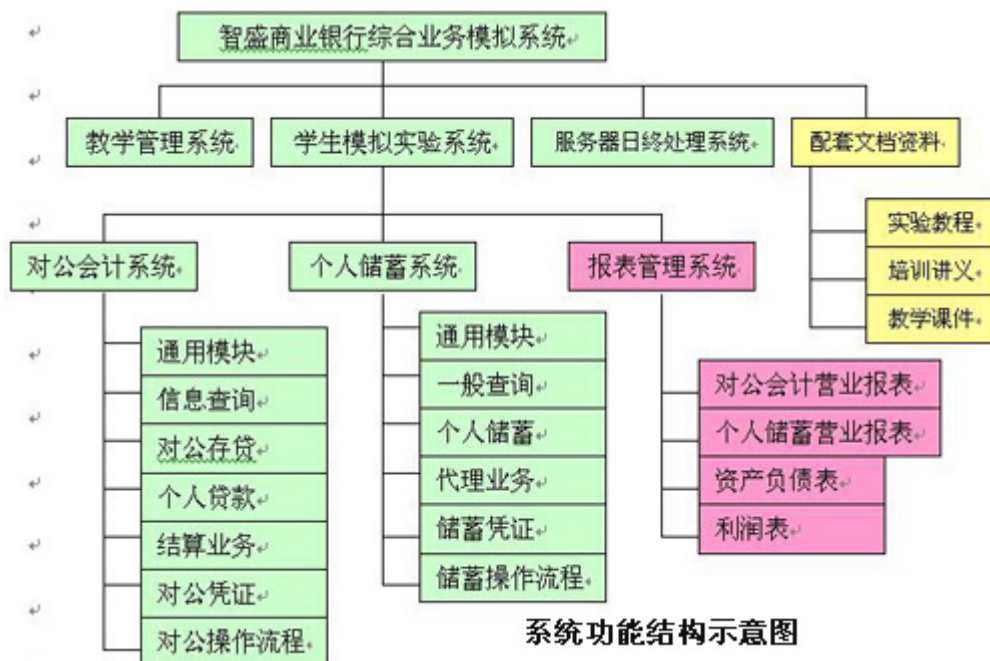 智盛商业银行综合业务模拟系统
教学管理系统
学生模拟实验系统
服务器日终处理系统
配套文档资料
实验教程
培训讲义
教学课件
对公会计系统
个人储蓄系统
报表管理系统
通用模块
信息查询
对公存贷
个人贷款
结算业务
对公凭证
对公操作流程
通用模块
一般查询
个人储蓄
代理业务
储蓄凭证
储蓄操作流程
对公会计营业报表
个人储蓄营业报表
资产负债表
利润表
系统功能结构示意图